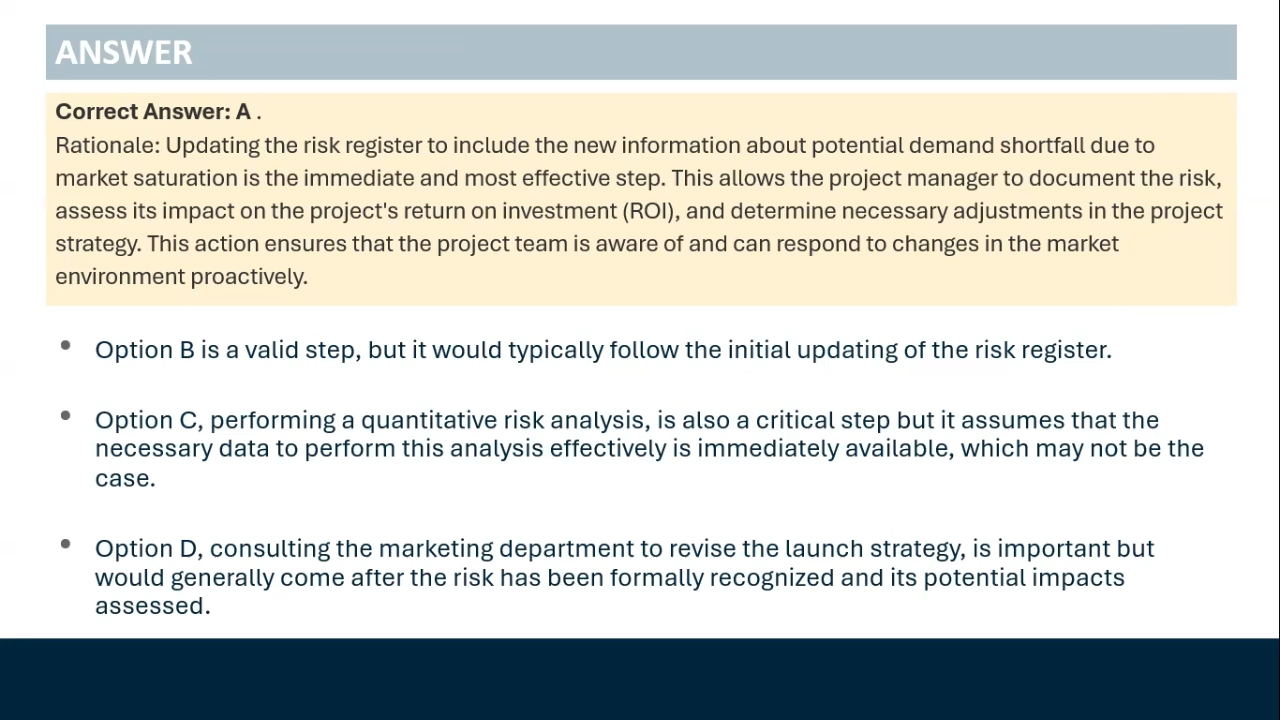 ANSWER
Correct Answer: A .
Rationale: Updating the risk register to include the new information about potential demand shortfall due to
market saturation is the immediate and most effective step. This allows the project manager to document the risk,
assess its impact on the project's return on investment (ROI), and determine necessary adjustments in the project
strategy. This action ensures that the project team is aware of and can respond to changes in the market
environment proactively.
• Option B is a valid step, but it would typically follow the initial updating of the risk register.
• Option C, performing a quantitative risk analysis, is also a critical step but it assumes that the
necessary data to perform this analysis effectively is immediately available, which may not be the
case.
• Option D, consulting the marketing department to revise the launch strategy, is important but
would generally come after the risk has been formally recognized and its potential impacts
assessed.